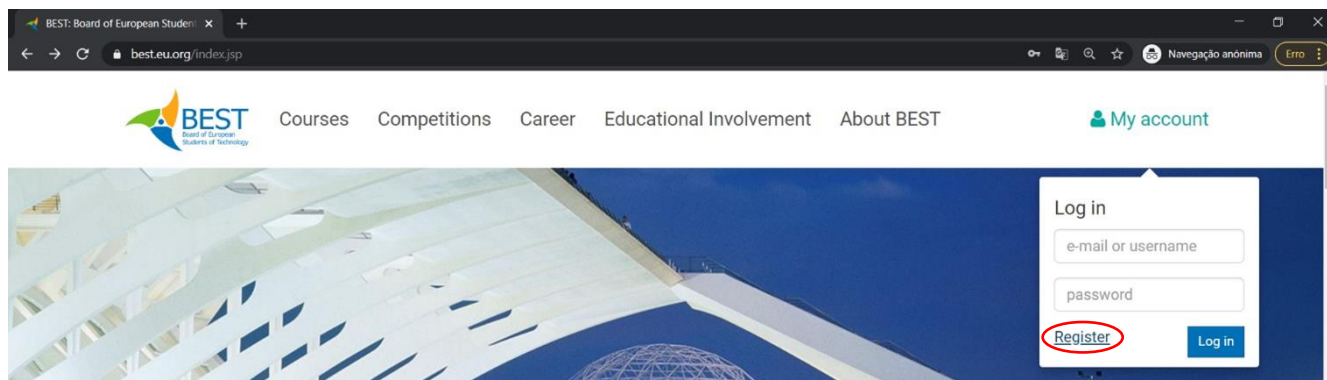 BEST: Board of European Student
best.eu.org/index.jsp
Navegação anónima
Erro
BEST
Board of European
Students of Technology
Courses
Competitions
Career
Educational Involvement
About BEST
My account
Log in
e-mail or username
password
Register
Log in